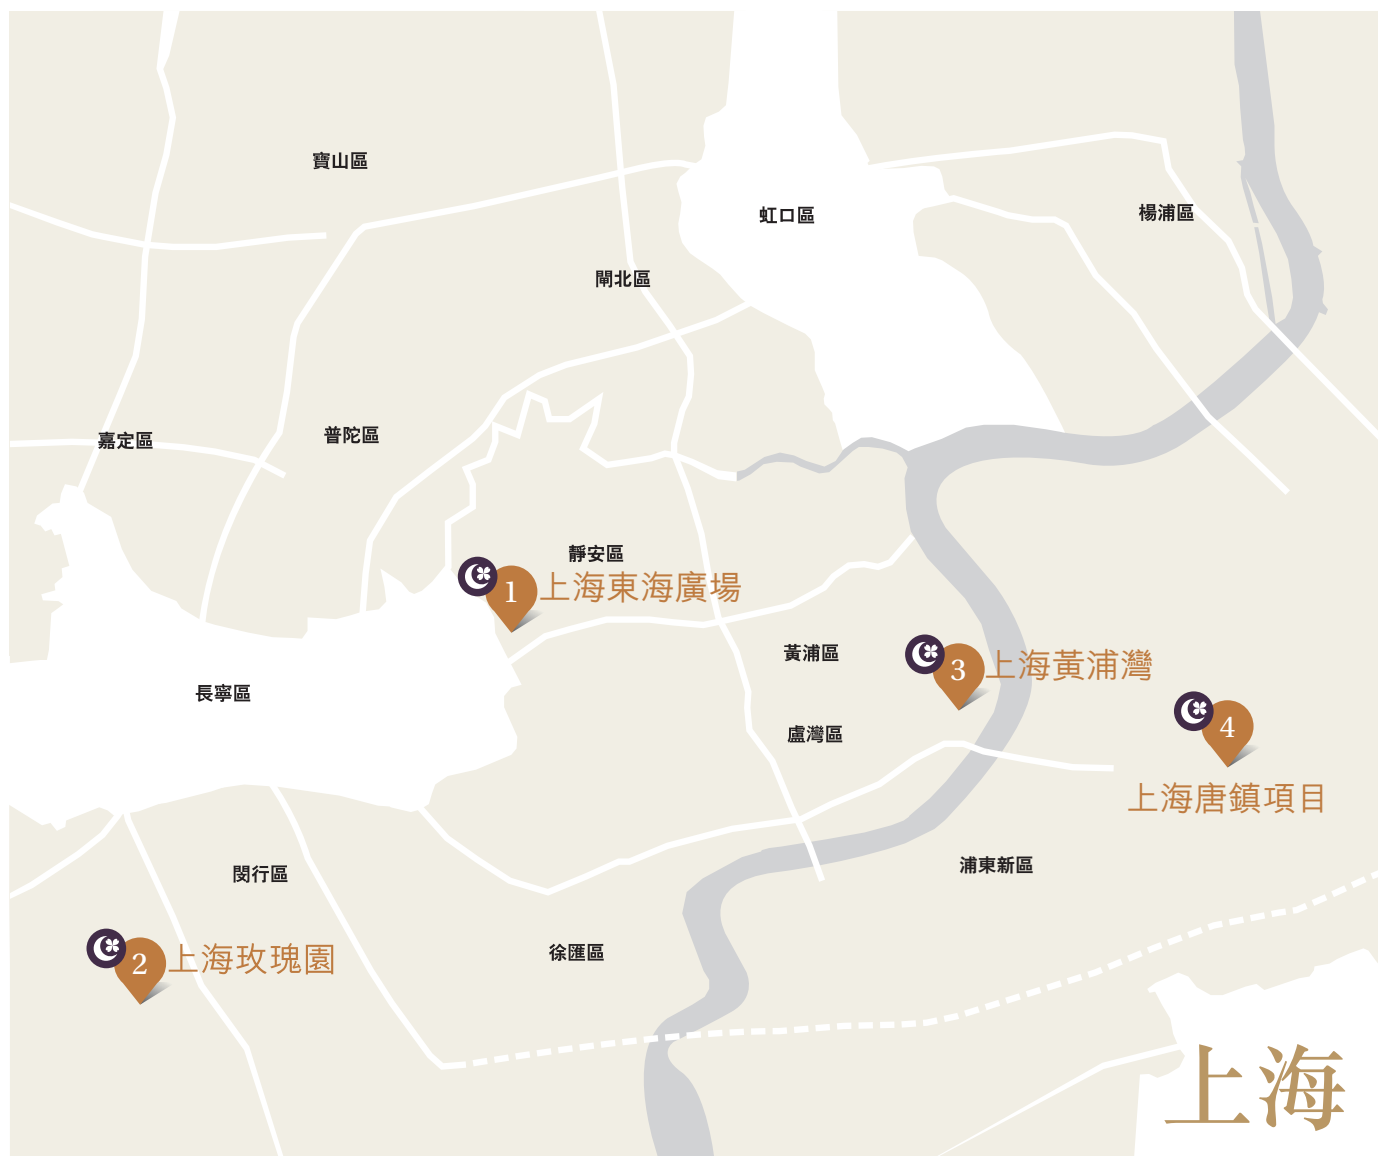 寶山區
虹口區
楊浦區
閘北區
嘉定區
普陀區
靜安區
1
上海東海廣場
黃浦區
3
上海黃浦灣
長寧區
4
盧灣區
上海唐鎮項目
浦東新區
閔行區
2
上海玫瑰園
徐匯區
上海